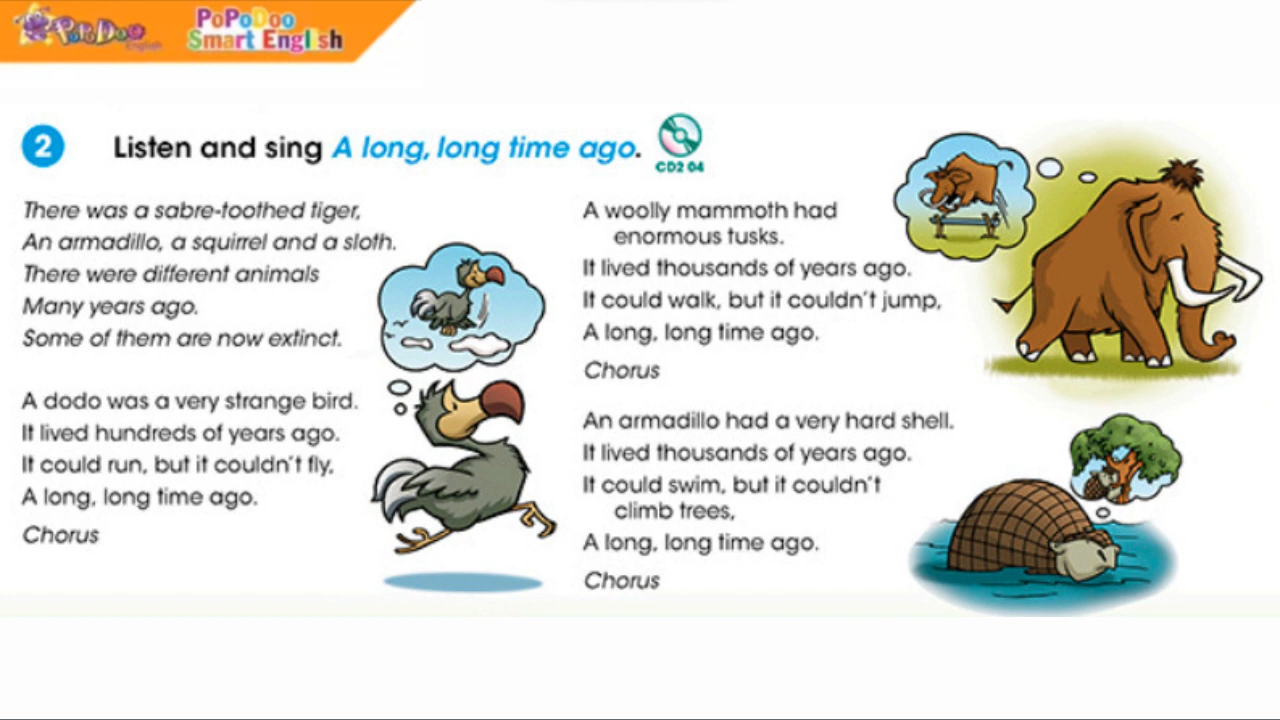 PoPoDoo
English
PoPoDoo
Smart English
2 Listen and sing A long, long time ago.
CD2 04
There was a sabre-toothed tiger,
An armadillo, a squirrel and a sloth.
There were different animals
Many years ago.
Some of them are now extinct.
A dodo was a very strange bird.
It lived hundreds of years ago.
It could run, but it couldn't fly,
A long, long time ago.
Chorus
A woolly mammoth had
enormous tusks.
It lived thousands of years ago.
It could walk, but it couldn't jump,
A long, long time ago.
Chorus
An armadillo had a very hard shell.
It lived thousands of years ago.
It could swim, but it couldn't
climb trees,
A long, long time ago.
Chorus